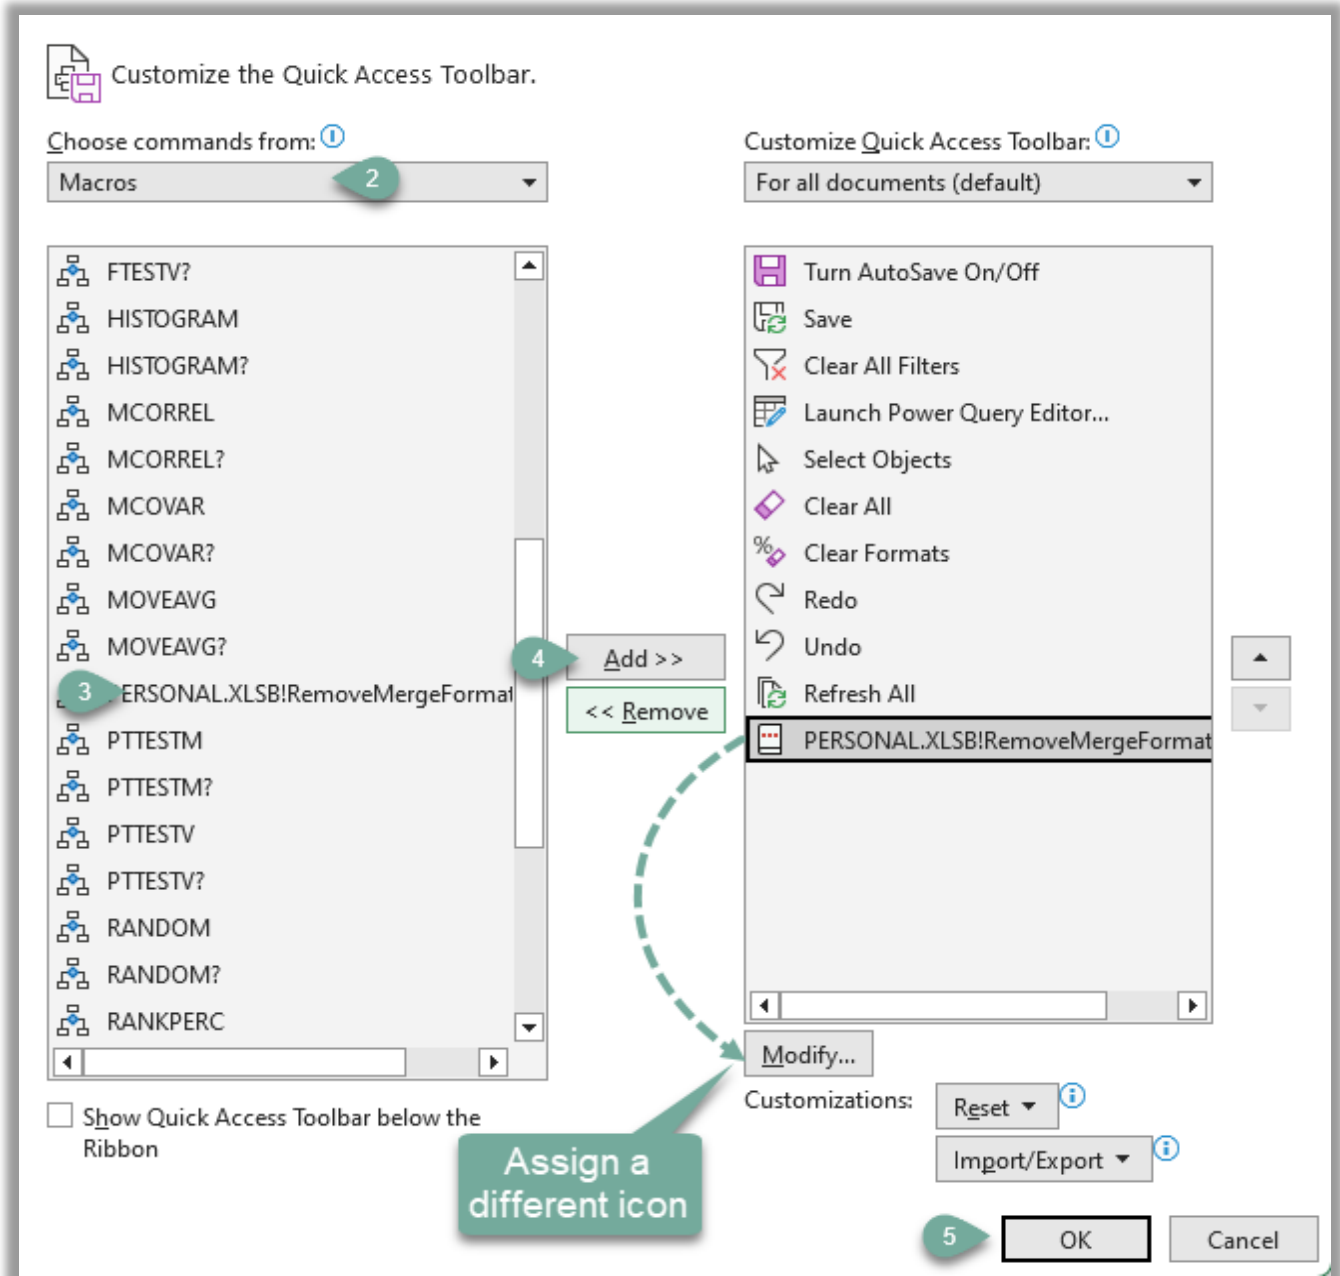 Customize the Quick Access Toolbar.
Choose commands from:
Macros
2
FTESTV?
HISTOGRAM
HISTOGRAM?
MCORREL
MCORREL?
MCOVAR
MCOVAR?
MOVEAVG
MOVEAVG?
3
ERSONAL.XLSB!RemoveMergeFormat
PTTESTM
PTTESTM?
PTTESTV
PTTESTV?
RANDOM
RANDOM?
RANKPERC
Show Quick Access Toolbar below the
Ribbon
4
Add >>
<< Remove
Customize Quick Access Toolbar:
For all documents (default)
Turn AutoSave On/Off
Save
Clear All Filters
Launch Power Query Editor...
Select Objects
Clear All
% Clear Formats
Redo
Undo
Refresh All
PERSONAL.XLSB!RemoveMergeFormat
Modify...
Customizations:
Reset
Import/Export
Assign a
different icon
5
OK
Cancel